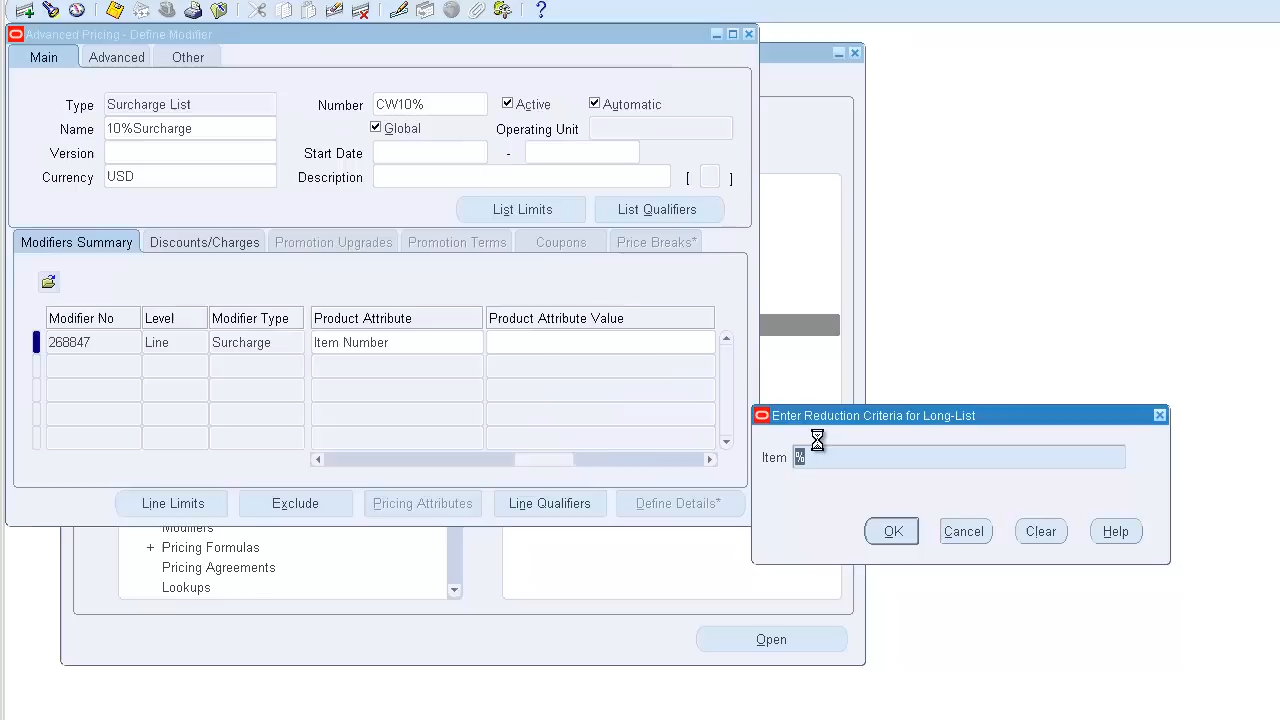 Advanced Pricing - Define Modifier
Main Advanced Other
Type Surcharge List Number CW10% Active Automatic
Name 10%Surcharge Global Operating Unit
Version Start Date -
Currency USD Description [ ]
List Limits List Qualifiers
Modifiers Summary Discounts/Charges Promotion Upgrades Promotion Terms Coupons Price Breaks*
Modifier No Level Modifier Type Product Attribute Product Attribute Value
268847 Line Surcharge Item Number
Line Limits Exclude Pricing Attributes Line Qualifiers Define Details*
Modifiers
+ Pricing Formulas
Pricing Agreements
Lookups
Open
Enter Reduction Criteria for Long-List
Item %
OK Cancel Clear Help